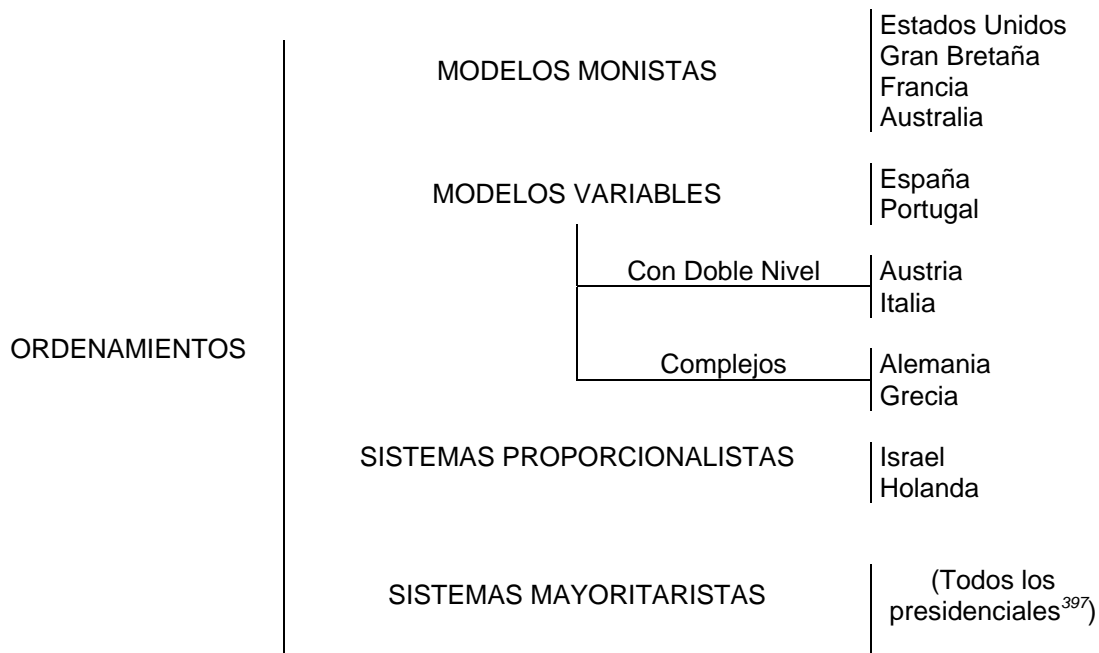 ORDENAMIENTOS
MODELOS MONISTAS
Estados Unidos
Gran Bretaña
Francia
Australia
MODELOS VARIABLES
España
Portugal
Con Doble Nivel
Austria
Italia
Complejos
Alemania
Grecia
SISTEMAS PROPORCIONALISTAS
Israel
Holanda
SISTEMAS MAYORITARISTAS
(Todos los
presidenciales397)